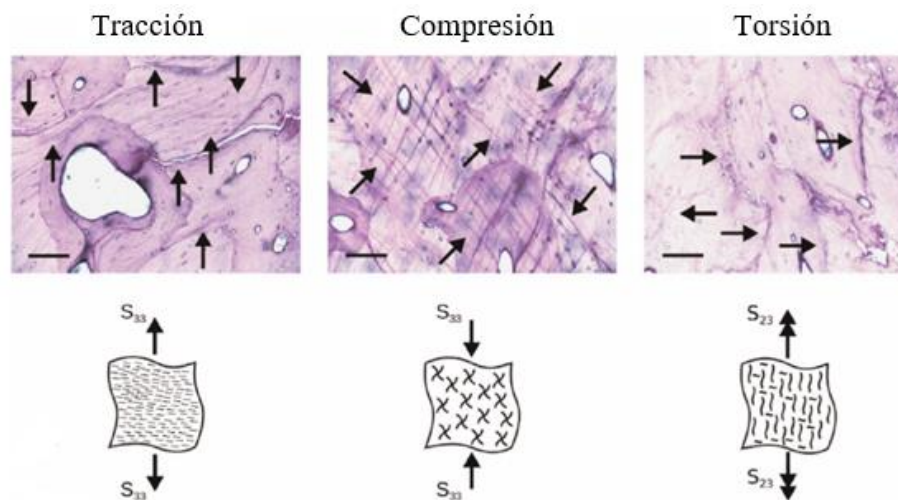 Tracción
Compresión
Torsión
S₃₃
S₃₃
S₂₃
S₃₃
S₃₃
S₂₃